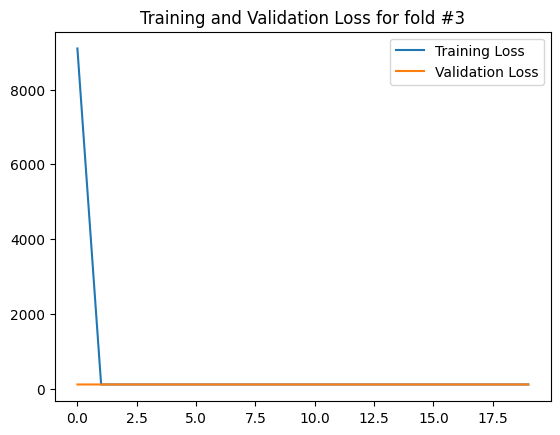 Training and Validation Loss for fold #3
Training Loss
Validation Loss
8000
6000
4000
2000
0
0.0 2.5 5.0 7.5 10.0 12.5 15.0 17.5